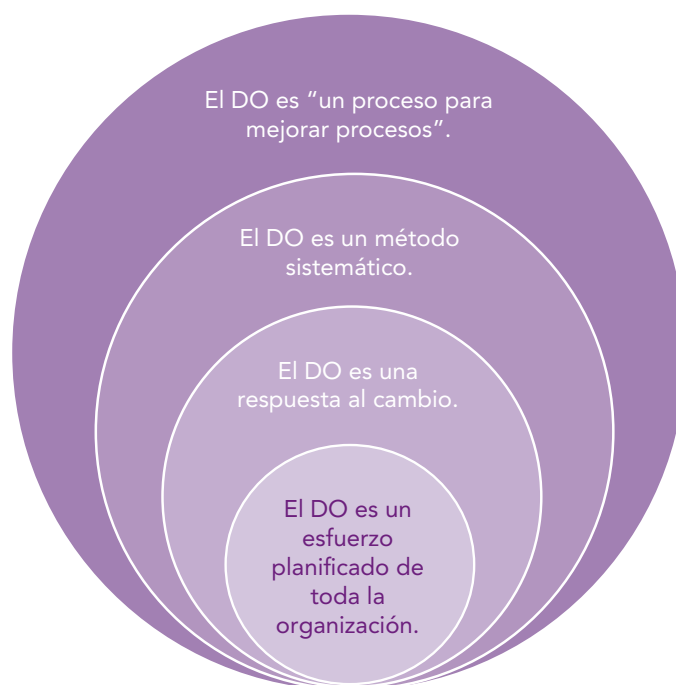 El DO es “un proceso para
mejorar procesos”.
El DO es un método
sistemático.
El DO es una
respuesta al cambio.
El DO es un
esfuerzo
planificado de
toda la
organización.